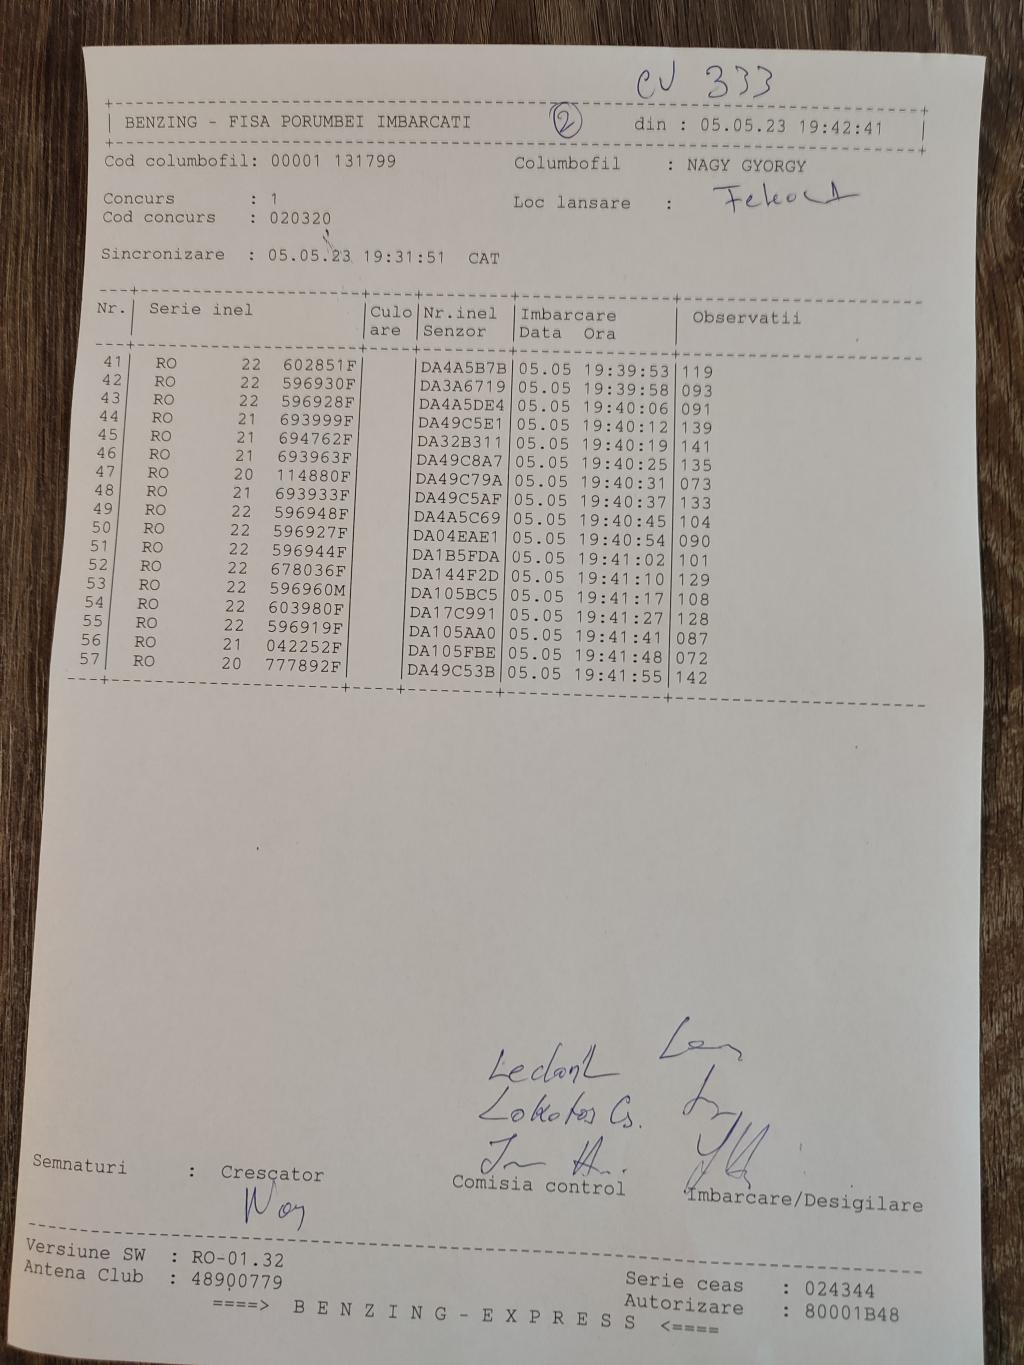 CV 333
BENZING - FISA PORUMBEI IMBARCATI 2 din : 05.05.23 19:42:41
Cod columbofil: 00001 131799 Columbofil : NAGY GYORGY
Concurs : 1 Loc lansare :
Cod concurs : 020320
Sincronizare : 05.05.23 19:31:51 CAT
Nr. Serie inel Culo Nr.inel Imbarcare Observatii
are Senzor Data Ora
41 RO 22 602851F DA4A5B7B 05.05 19:39:53 119
42 RO 22 596930F DA3A6719 05.05 19:39:58 093
43 RO 22 596928F DA4A5DE4 05.05 19:40:06 091
44 RO 21 693999F DA49C5E1 05.05 19:40:12 139
45 RO 21 694762F DA32B311 05.05 19:40:19 141
46 RO 21 693963F DA49C8A7 05.05 19:40:25 135
47 RO 20 114880F DA49C79A 05.05 19:40:31 073
48 RO 21 693933F DA49C5AF 05.05 19:40:37 133
49 RO 22 596948F DA4A5C69 05.05 19:40:45 104
50 RO 22 596927F DA04EAE1 05.05 19:40:54 090
51 RO 22 596944F DA1B5FDA 05.05 19:41:02 101
52 RO 22 678036F DA144F2D 05.05 19:41:10 129
53 RO 22 596960M DA105BC5 05.05 19:41:17 108
54 RO 22 603980F DA17C991 05.05 19:41:27 128
55 RO 22 596919F DA105AA0 05.05 19:41:41 087
56 RO 21 042252F DA105FBE 05.05 19:41:48 072
57 RO 20 777892F DA49C53B 05.05 19:41:55 142
Lokotos Cs.
Semnaturi : Crescator Comisia control Imbarcare/Desigilare
Versiune SW : RO-01.32 Serie ceas : 024344
Antena Club : 48900779 Autorizare : 80001B48
====> B E N Z I N G - E X P R E S S <====